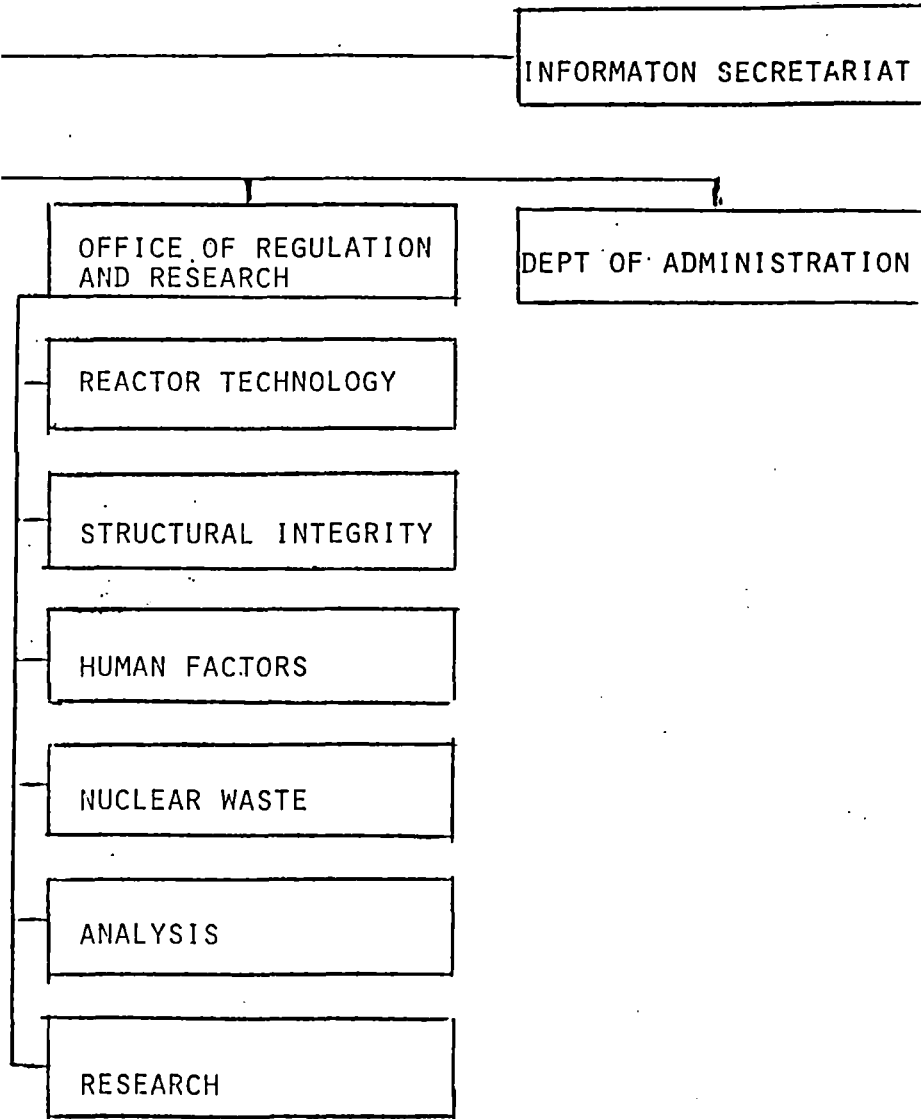 INFORMATON SECRETARIAT
OFFICE OF REGULATION
AND RESEARCH
DEPT OF ADMINISTRATION
REACTOR TECHNOLOGY
STRUCTURAL INTEGRITY
HUMAN FACTORS
NUCLEAR WASTE
ANALYSIS
RESEARCH